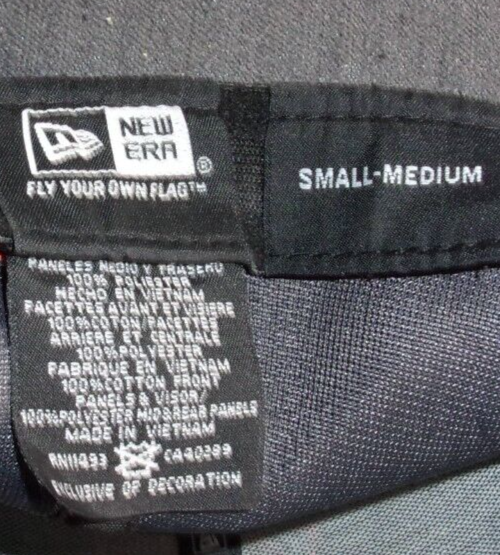 NEW
ERA®
FLY YOUR OWN FLAG™
SMALL-MEDIUM
PANELES MEDIO Y TRASERO
100% POLIESTER
HECHO EN VIETNAM
FACETTES AVANT ET VISIERE
100% COTON/FACETTES
ARRIERE ET CENTRALE
100% POLYESTER
FABRIQUE EN VIETNAM
100% COTTON FRONT
PANELS & VISOR/
100% POLYESTER MID&REAR PANELS
MADE IN VIETNAM
RN11493 CA40289
EXCLUSIVE OF DECORATION